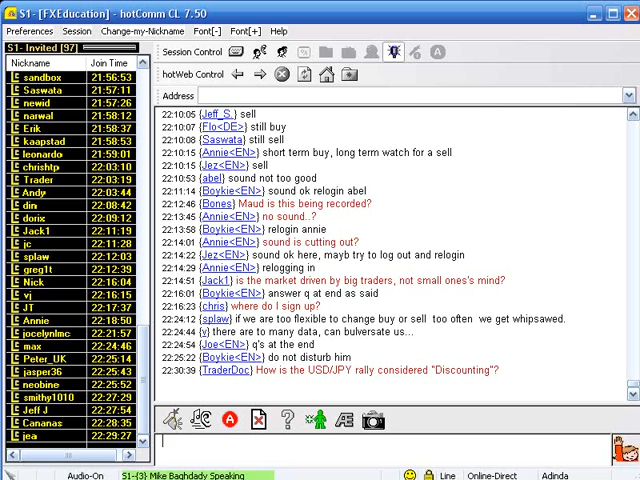 S1- [FXEducation] - hotComm CL 7.50
Preferences Session Change-my-Nickname Font[-] Font[+] Help
S1- Invited [97]
Session Control
Nickname Join Time
hotWeb Control
Address
sandbox 21:56:53
Saswata 21:57:11
newid 21:57:26
narwal 21:58:12
Erik 21:58:37
kaapstad 21:58:53
leonardo 21:59:01
christhp 22:03:10
Trader 22:03:19
Andy 22:03:44
din 22:08:42
dorix 22:09:12
Jack1 22:11:19
jc 22:11:28
splaw 22:12:03
greg1t 22:12:39
Nick 22:16:04
vj 22:16:15
JT 22:17:37
Annie 22:18:50
jocelynlmc 22:21:57
max 22:24:46
Peter_UK 22:25:14
jasper36 22:25:43
neobine 22:25:52
smithy1010 22:27:29
Jeff J 22:27:54
Cananas 22:28:35
jea 22:29:27
22:10:05 {Jeff_S.} sell
22:10:07 {Flo<DE>} still buy
22:10:08 {Saswata} still sell
22:10:15 {Annie<EN>} short term buy, long term watch for a sell
22:10:15 {Jez<EN>} sell
22:10:53 {abel} sound not too good
22:11:14 {Boykie<EN>} sound ok relogin abel
22:12:46 {Bones} Maud is this being recorded?
22:13:45 {Annie<EN>} no sound..?
22:13:58 {Boykie<EN>} relogin annie
22:14:01 {Annie<EN>} sound is cutting out?
22:14:22 {Jez<EN>} sound ok here, mayb try to log out and relogin
22:14:29 {Annie<EN>} relogging in
22:14:51 {Jack1} is the market driven by big traders, not small ones's mind?
22:16:01 {Boykie<EN>} answer q at end as said
22:16:23 {chris} where do I sign up?
22:24:12 {splaw} if we are too flexible to change buy or sell too often we get whipsawed.
22:24:44 {v} there are to many data, can bulversate us...
22:24:54 {Joe<EN>} q's at the end
22:25:22 {Boykie<EN>} do not disturb him
22:30:39 {TraderDoc} How is the USD/JPY rally considered "Discounting"?
Audio-On S1-{3} Mike Baghdady Speaking Line Online-Direct Adinda